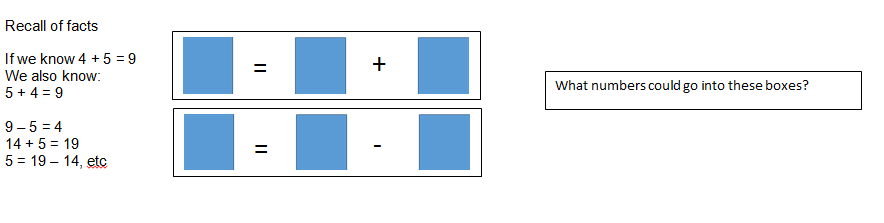 Recall of facts
If we know 4 + 5 = 9
We also know:
5 + 4 = 9
9 – 5 = 4
14 + 5 = 19
5 = 19 – 14, etc
= +
= -
What numbers could go into these boxes?